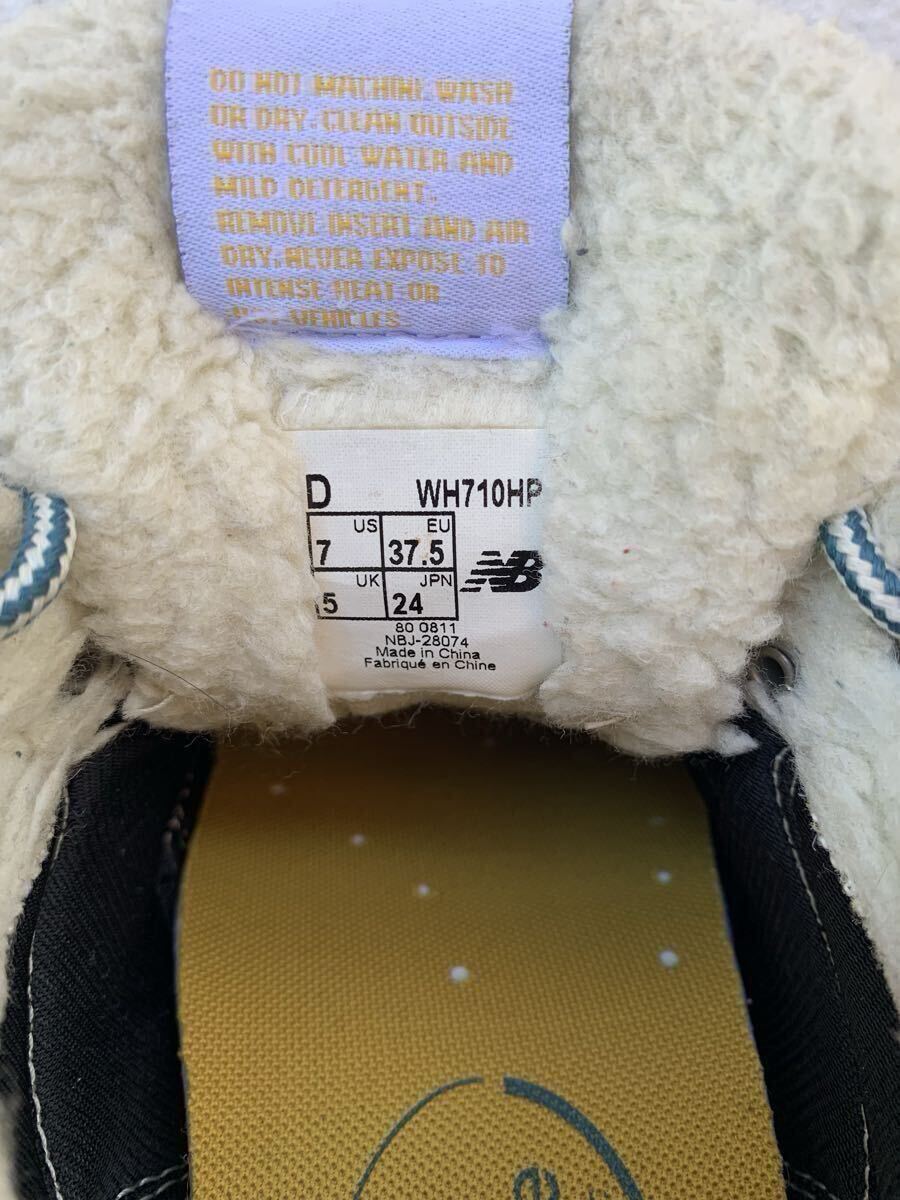 DO NOT MACHINE WASH
OR DRY. CLEAN OUTSIDE
WITH COOL WATER AND
MILD DETERGENT.
REMOVE INSERT AND AIR
DRY. NEVER EXPOSE TO
INTENSE HEAT OR
VEHICLES.
D WH710HP
US EU
7 37.5
UK JPN
5 24
NB
80 0811
NBJ-28074
Made in China
Fabriqué en Chine